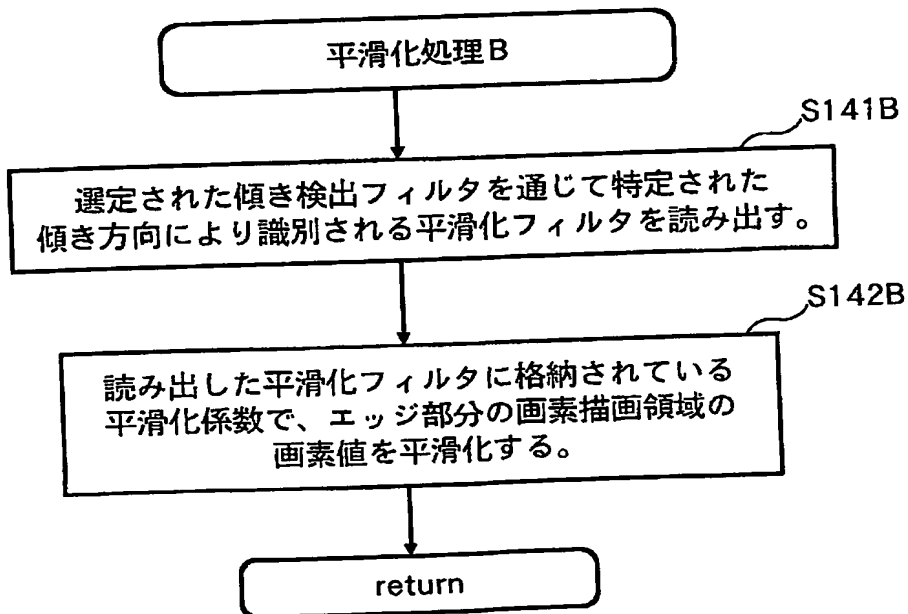 平滑化処理B
S141B
選定された傾き検出フィルタを通じて特定された
傾き方向により識別される平滑化フィルタを読み出す。
S142B
読み出した平滑化フィルタに格納されている
平滑化係数で、エッジ部分の画素描画領域の
画素値を平滑化する。
return